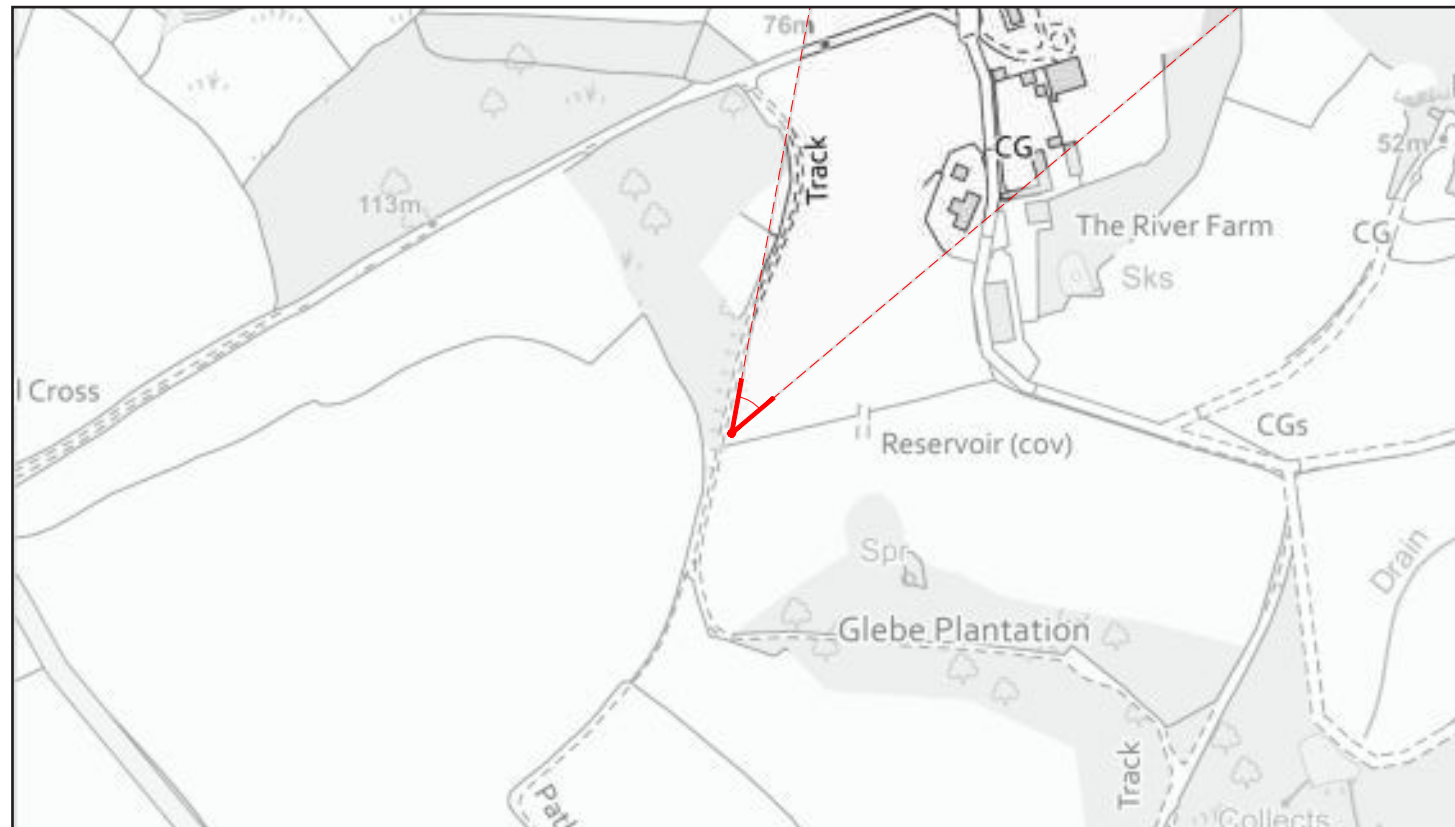 76m
CG
Track
52m
113m
The River Farm
CG
Sks
l Cross
CGs
Reservoir (cov)
Spr
Drain
Glebe Plantation
Track
Path
Collects